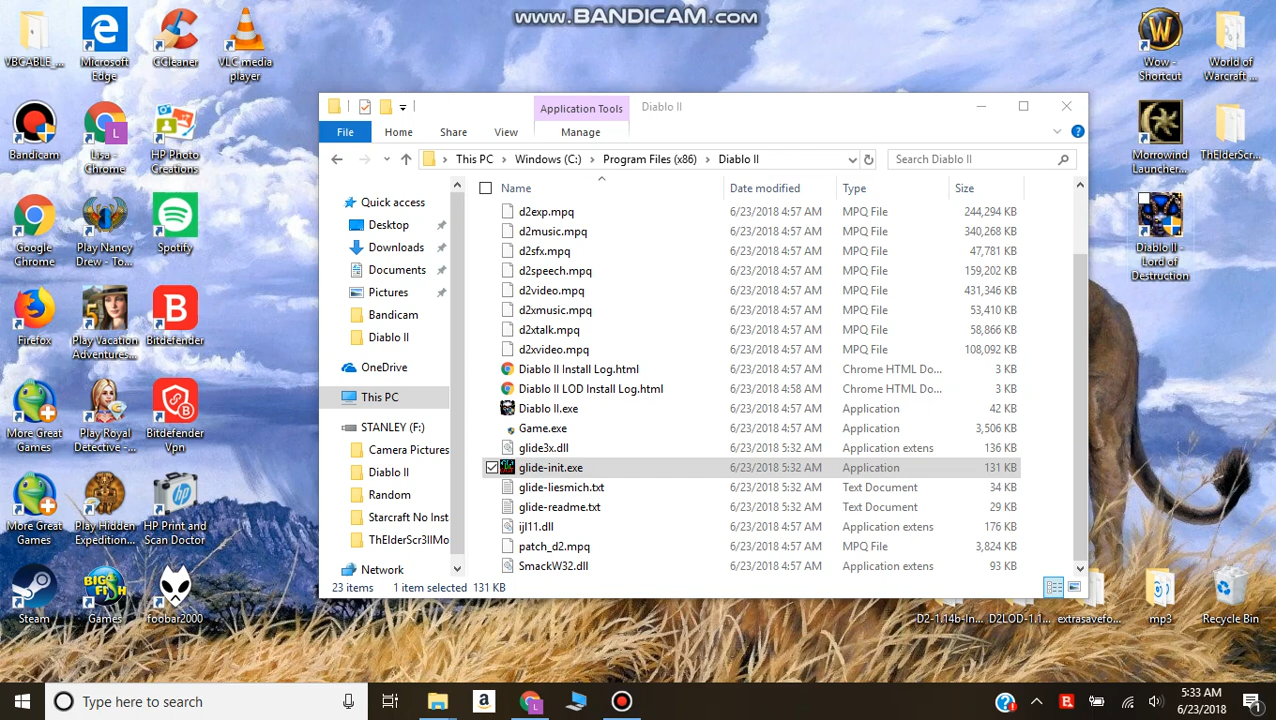 www.BANDICAM.com
VBCABLE_...
Microsoft
Edge
CCleaner
VLC media
player
Wow -
Shortcut
World of
Warcraft ...
Bandicam
Lisa -
Chrome
HP Photo
Creations
Morrowind
Launcher...
ThElderScr...
Google
Chrome
Play Nancy
Drew - To...
Spotify
Diablo II -
Lord of
Destruction
Firefox
Play Vacation
Adventures...
Bitdefender
More Great
Games
Play Royal
Detective -...
Bitdefender
Vpn
More Great
Games
Play Hidden
Expedition...
HP Print and
Scan Doctor
Steam
BIG FISH
Games
foobar2000
D2-1.14b-In...
D2LOD-1.1...
extrasavefo...
mp3
Recycle Bin
Application Tools
Diablo II
File
Home
Share
View
Manage
This PC
Windows (C:)
Program Files (x86)
Diablo II
Search Diablo II
Name
Date modified
Type
Size
Quick access
Desktop
Downloads
Documents
Pictures
Bandicam
Diablo II
OneDrive
This PC
STANLEY (F:)
Camera Pictures
Diablo II
Random
Starcraft No Inst
ThElderScr3llMo
Network
d2exp.mpq 6/23/2018 4:57 AM MPQ File 244,294 KB
d2music.mpq 6/23/2018 4:57 AM MPQ File 340,268 KB
d2sfx.mpq 6/23/2018 4:57 AM MPQ File 47,781 KB
d2speech.mpq 6/23/2018 4:57 AM MPQ File 159,202 KB
d2video.mpq 6/23/2018 4:57 AM MPQ File 431,346 KB
d2xmusic.mpq 6/23/2018 4:57 AM MPQ File 53,410 KB
d2xtalk.mpq 6/23/2018 4:57 AM MPQ File 58,866 KB
d2xvideo.mpq 6/23/2018 4:57 AM MPQ File 108,092 KB
Diablo II Install Log.html 6/23/2018 4:57 AM Chrome HTML Do... 3 KB
Diablo II LOD Install Log.html 6/23/2018 4:58 AM Chrome HTML Do... 3 KB
Diablo II.exe 6/23/2018 4:57 AM Application 42 KB
Game.exe 6/23/2018 4:57 AM Application 3,506 KB
glide3x.dll 6/23/2018 5:32 AM Application extens 136 KB
glide-init.exe 6/23/2018 5:32 AM Application 131 KB
glide-liesmich.txt 6/23/2018 5:32 AM Text Document 34 KB
glide-readme.txt 6/23/2018 5:32 AM Text Document 29 KB
ijl11.dll 6/23/2018 4:57 AM Application extens 176 KB
patch_d2.mpq 6/23/2018 4:57 AM MPQ File 3,824 KB
SmackW32.dll 6/23/2018 4:57 AM Application extens 93 KB
23 items
1 item selected 131 KB
Type here to search
5:33 AM
6/23/2018